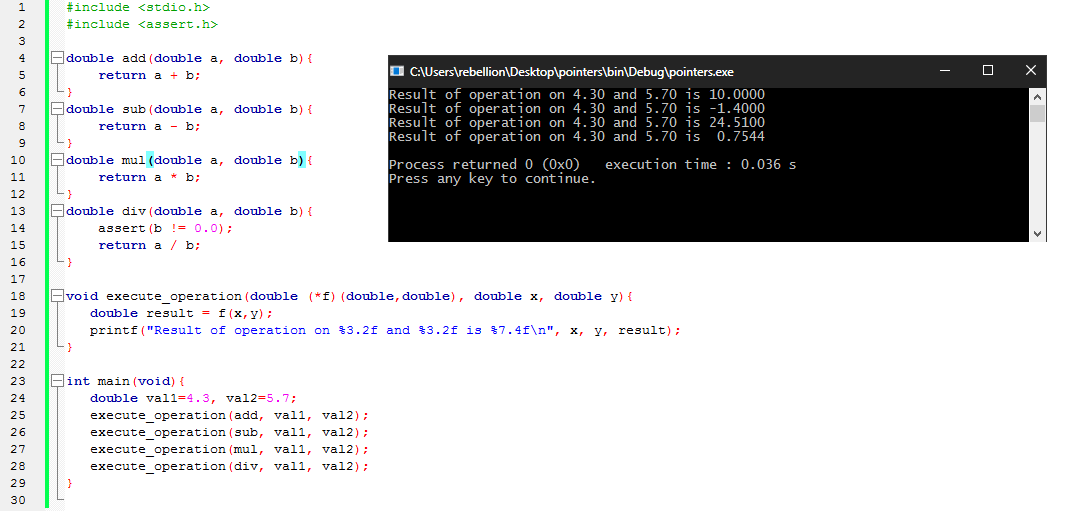 1 #include <stdio.h>
2 #include <assert.h>
3
4 double add(double a, double b){
5 return a + b;
6 }
7 double sub(double a, double b){
8 return a - b;
9 }
10 double mul(double a, double b){
11 return a * b;
12 }
13 double div(double a, double b){
14 assert(b != 0.0);
15 return a / b;
16 }
17
18 void execute_operation(double (*f)(double,double), double x, double y){
19 double result = f(x,y);
20 printf("Result of operation on %3.2f and %3.2f is %7.4f\n", x, y, result);
21 }
22
23 int main(void){
24 double val1=4.3, val2=5.7;
25 execute_operation(add, val1, val2);
26 execute_operation(sub, val1, val2);
27 execute_operation(mul, val1, val2);
28 execute_operation(div, val1, val2);
29 }
30
C:\Users\rebellion\Desktop\pointers\bin\Debug\pointers.exe
Result of operation on 4.30 and 5.70 is 10.0000
Result of operation on 4.30 and 5.70 is -1.4000
Result of operation on 4.30 and 5.70 is 24.5100
Result of operation on 4.30 and 5.70 is  0.7544
Process returned 0 (0x0)   execution time : 0.036 s
Press any key to continue.